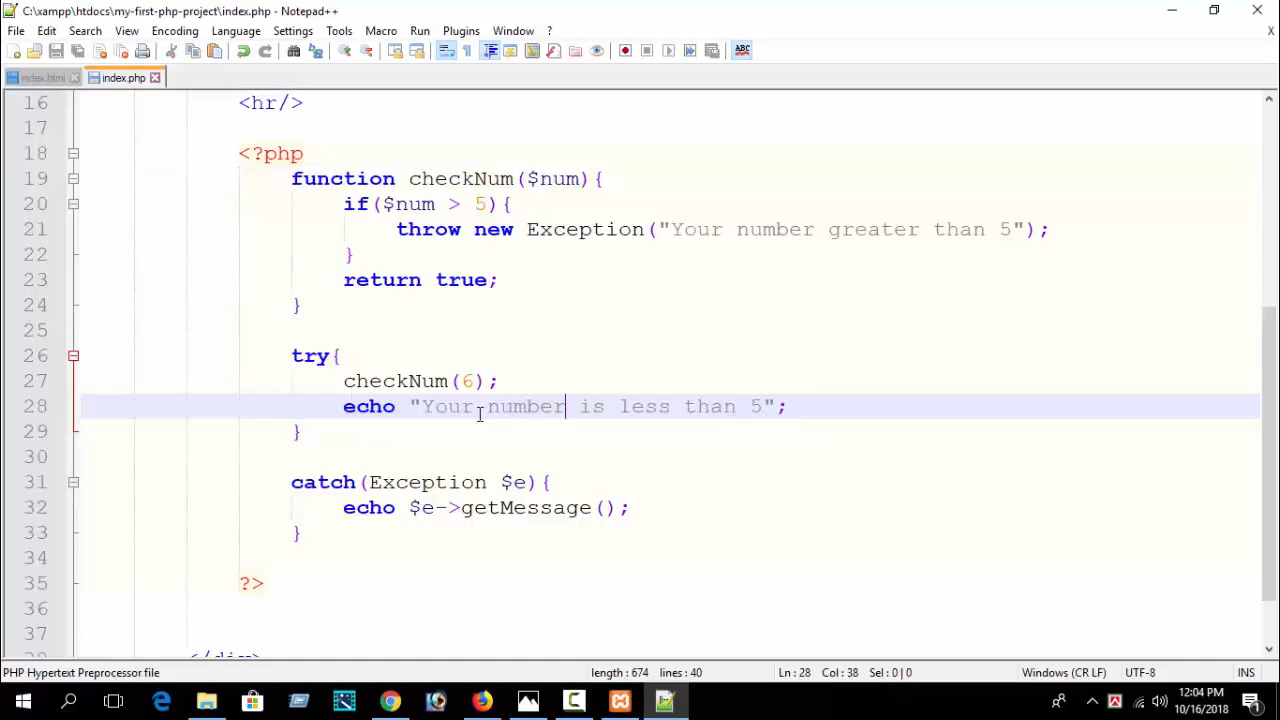 C:\xampp\htdocs\my-first-php-project\index.php - Notepad++
File Edit Search View Encoding Language Settings Tools Macro Run Plugins Window ? X
ABC
index.html index.php
16 <hr/>
17
18 <?php
19 function checkNum($num){
20 if($num > 5){
21 throw new Exception("Your number greater than 5");
22 }
23 return true;
24 }
25
26 try{
27 checkNum(6);
28 echo "Your number is less than 5";
29 }
30
31 catch(Exception $e){
32 echo $e->getMessage();
33 }
34
35 ?>
36
37
38 </div>
PHP Hypertext Preprocessor file length : 674 lines : 40 Ln : 28 Col : 38 Sel : 0 | 0 Windows (CR LF) UTF-8 INS
12:04 PM
10/16/2018